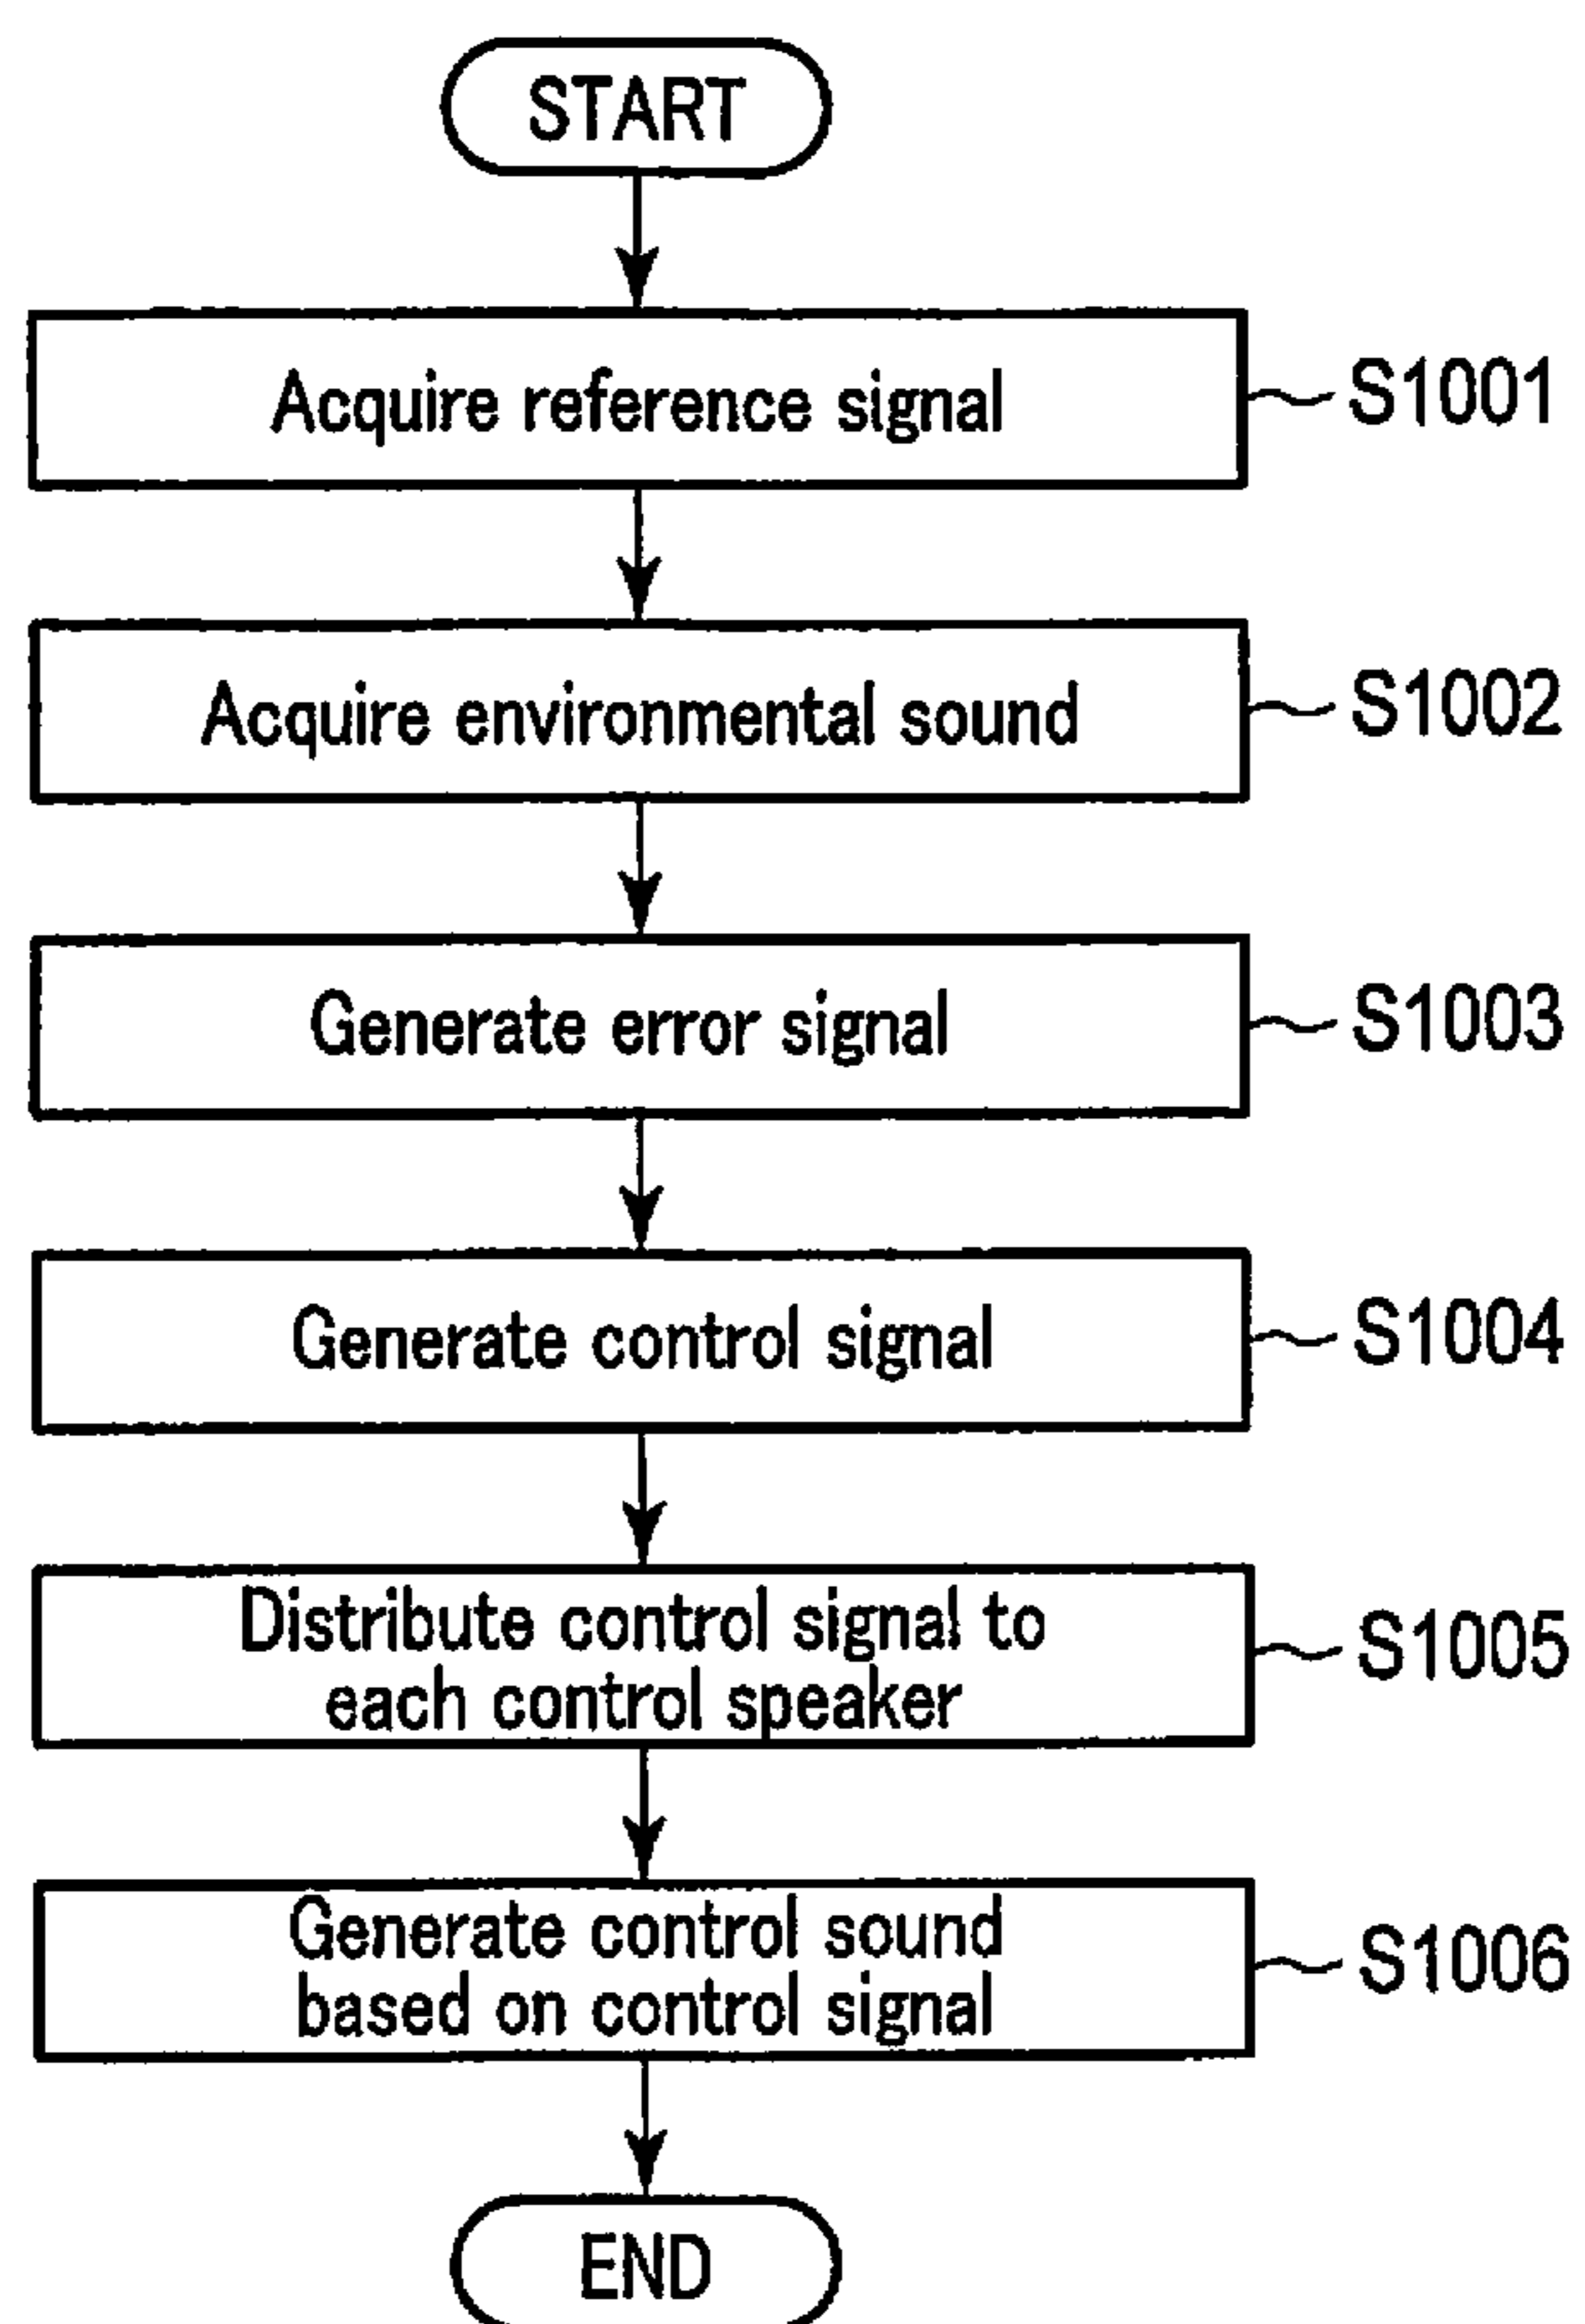 START
Acquire reference signal
S1001
Acquire environmental sound
S1002
Generate error signal
S1003
Generate control signal
S1004
Distribute control signal to
each control speaker
S1005
Generate control sound
based on control signal
S1006
END